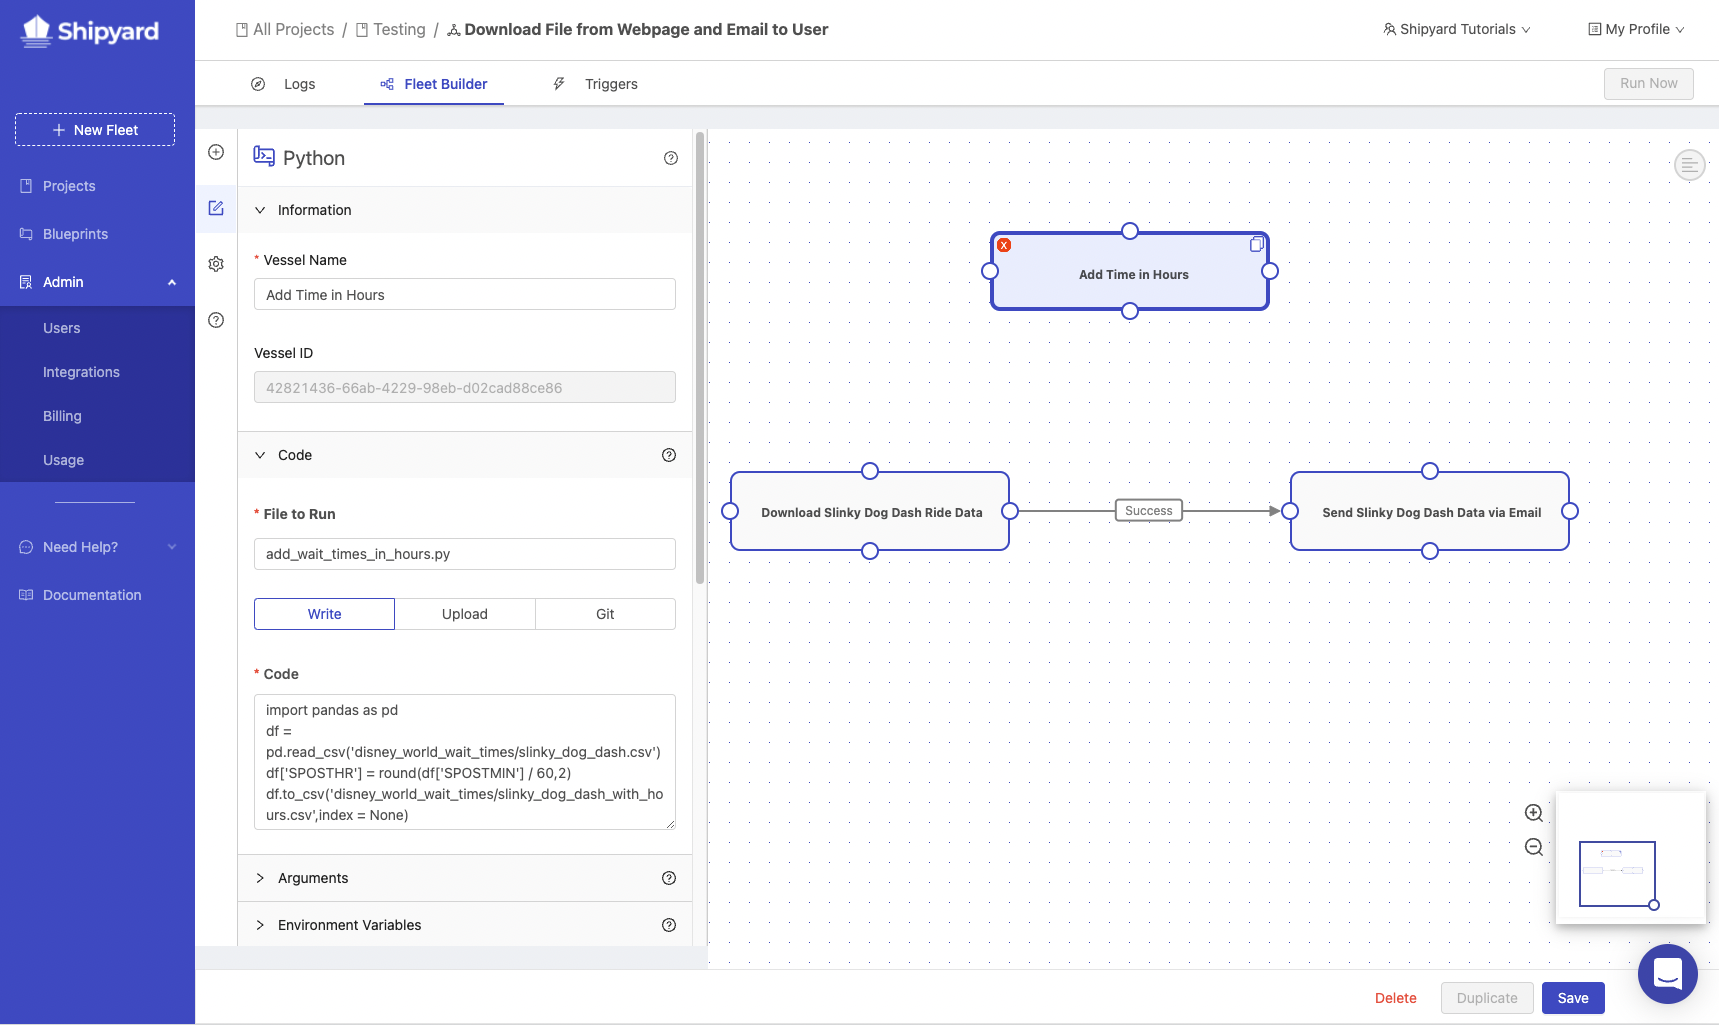 Shipyard
All Projects / Testing / Download File from Webpage and Email to User
Shipyard Tutorials
My Profile
Logs
Fleet Builder
Triggers
Run Now
+ New Fleet
Projects
Blueprints
Admin
Users
Integrations
Billing
Usage
Need Help?
Documentation
Python
Information
* Vessel Name
Add Time in Hours
Vessel ID
42821436-66ab-4229-98eb-d02cad88ce86
Code
* File to Run
add_wait_times_in_hours.py
Write
Upload
Git
* Code
import pandas as pd
df =
pd.read_csv('disney_world_wait_times/slinky_dog_dash.csv')
df['SPOSTHR'] = round(df['SPOSTMIN'] / 60,2)
df.to_csv('disney_world_wait_times/slinky_dog_dash_with_ho
urs.csv',index = None)
Arguments
Environment Variables
X
Add Time in Hours
Download Slinky Dog Dash Ride Data
Success
Send Slinky Dog Dash Data via Email
Delete
Duplicate
Save